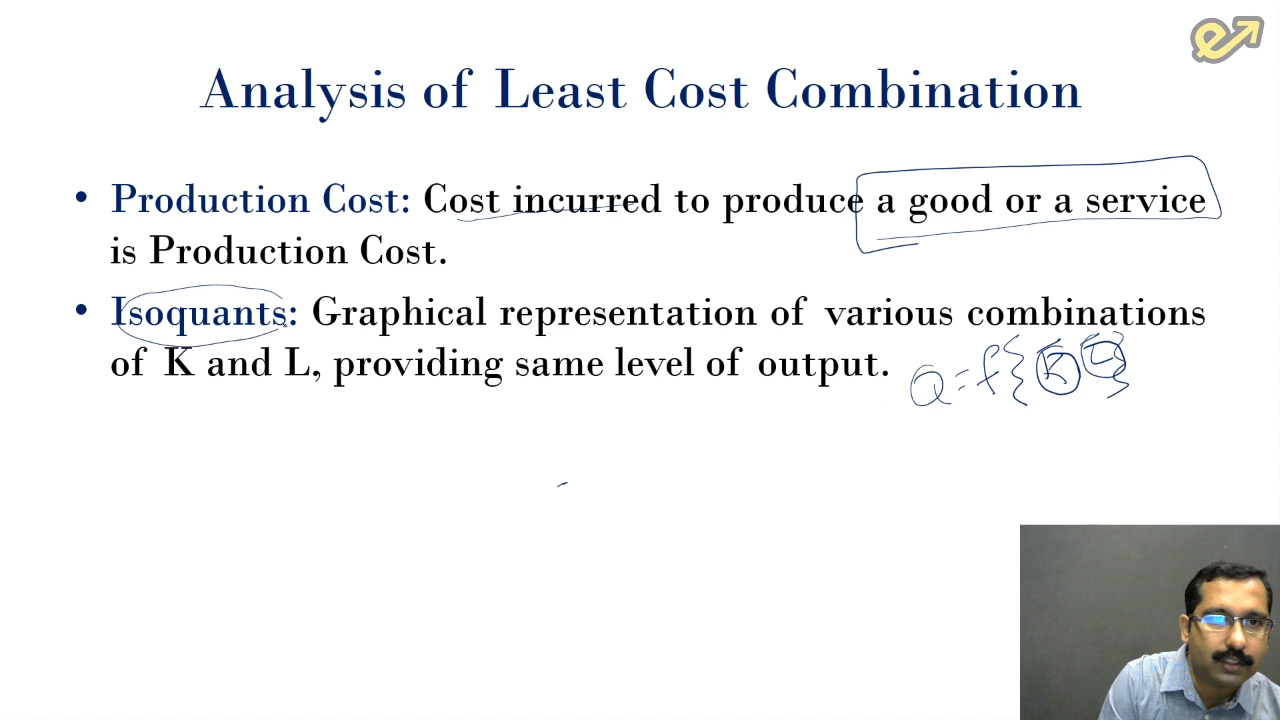 Analysis of Least Cost Combination
• Production Cost: Cost incurred to produce a good or a service
is Production Cost.
• Isoquants: Graphical representation of various combinations
of K and L, providing same level of output.
Q = f{K L}